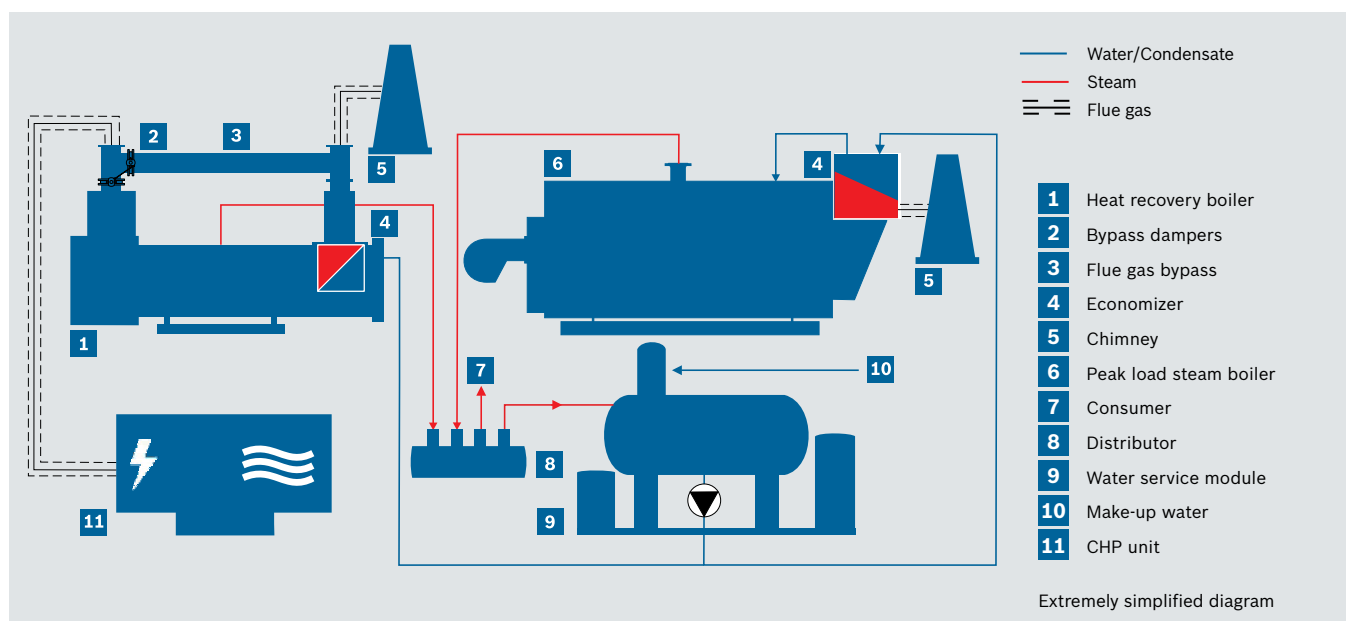 Water/Condensate
Steam
Flue gas
2
3
5
6
4
4
5
1
7
10
8
9
11
1 Heat recovery boiler
2 Bypass dampers
3 Flue gas bypass
4 Economizer
5 Chimney
6 Peak load steam boiler
7 Consumer
8 Distributor
9 Water service module
10 Make-up water
11 CHP unit
Extremely simplified diagram